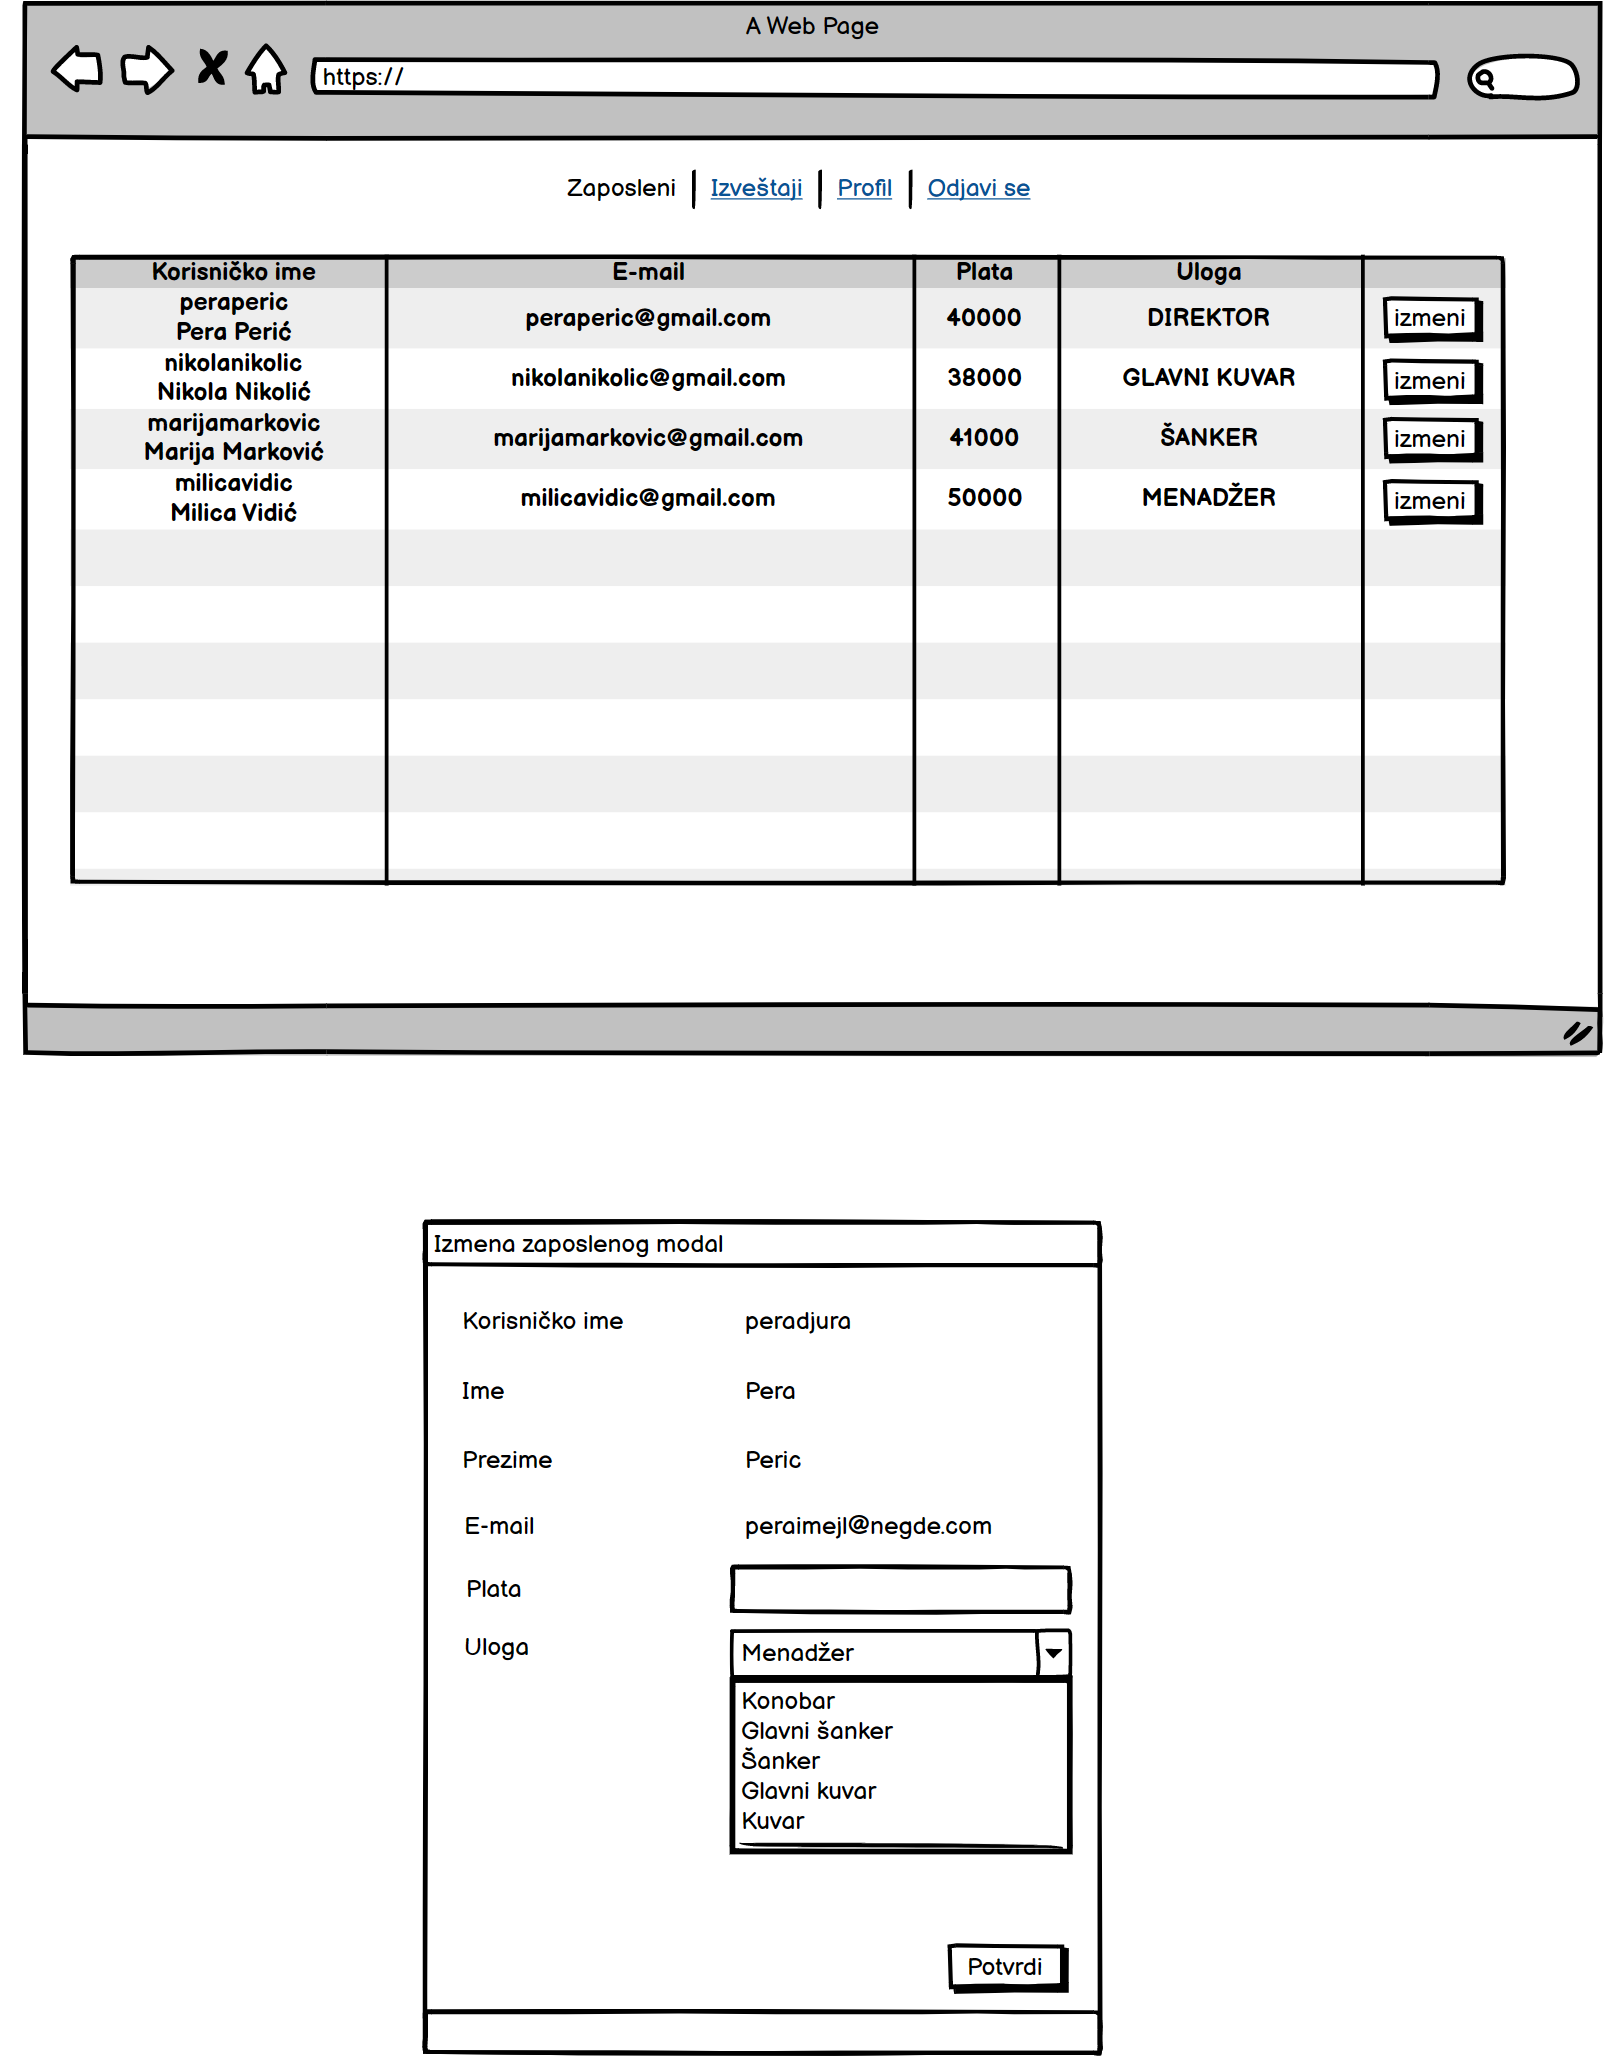 A Web Page
https://
Zaposleni Izveštaji Profil Odjavi se
Korisničko ime E-mail Plata Uloga
peraperic
Pera Perić peraperic@gmail.com 40000 DIREKTOR izmeni
nikolanikolic
Nikola Nikolić nikolanikolic@gmail.com 38000 GLAVNI KUVAR izmeni
marijamarkovic
Marija Marković marijamarkovic@gmail.com 41000 ŠANKER izmeni
milicavidic
Milica Vidić milicavidic@gmail.com 50000 MENADŽER izmeni
Izmena zaposlenog modal
Korisničko ime peradjura
Ime Pera
Prezime Peric
E-mail peraimejl@negde.com
Plata
Uloga Menadžer
Konobar
Glavni šanker
Šanker
Glavni kuvar
Kuvar
Potvrdi